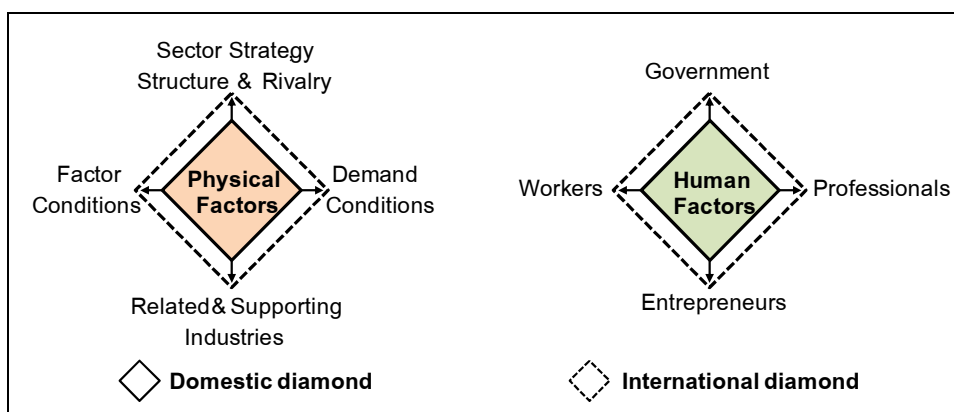 Sector Strategy
Structure & Rivalry
Factor
Conditions
Physical
Factors
Demand
Conditions
Related & Supporting
Industries
Government
Workers
Human
Factors
Professionals
Entrepreneurs
Domestic diamond
International diamond